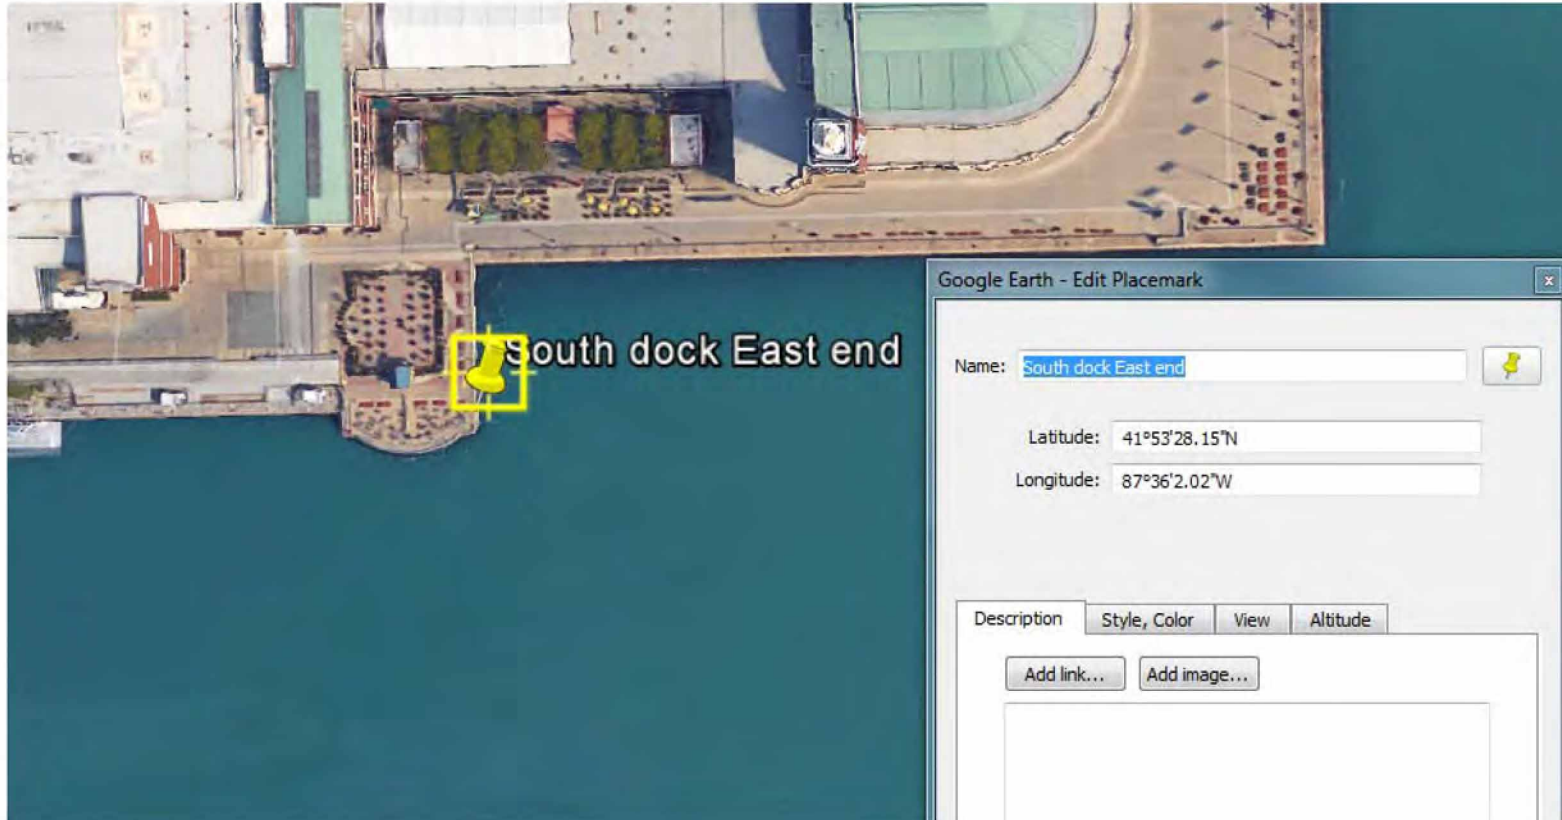 South dock East end
Google Earth - Edit Placemark
Name: South dock East end
Latitude: 41°53'28.15"N
Longitude: 87°36'2.02"W
Description Style, Color View Altitude
Add link... Add image...